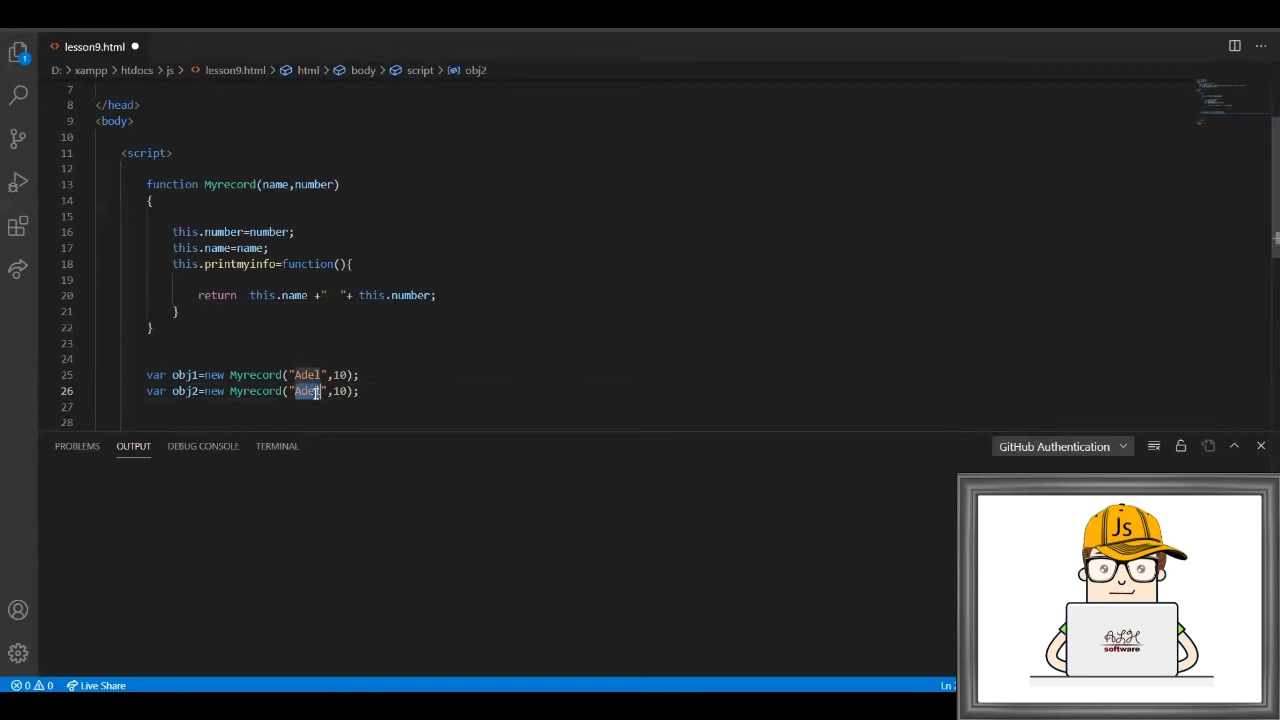 lesson9.html
D: > xampp > htdocs > js > lesson9.html > html > body > script > obj2
7
8 </head>
9 <body>
10
11 <script>
12
13 function Myrecord(name,number)
14 {
15
16 this.number=number;
17 this.name=name;
18 this.printmyinfo=function(){
19
20 return this.name +" "+ this.number;
21 }
22 }
23
24
25 var obj1=new Myrecord("Adel",10);
26 var obj2=new Myrecord("Adel",10);
27
28
PROBLEMS OUTPUT DEBUG CONSOLE TERMINAL GitHub Authentication
Js
ALH
software
0 0 Live Share
Ln
1